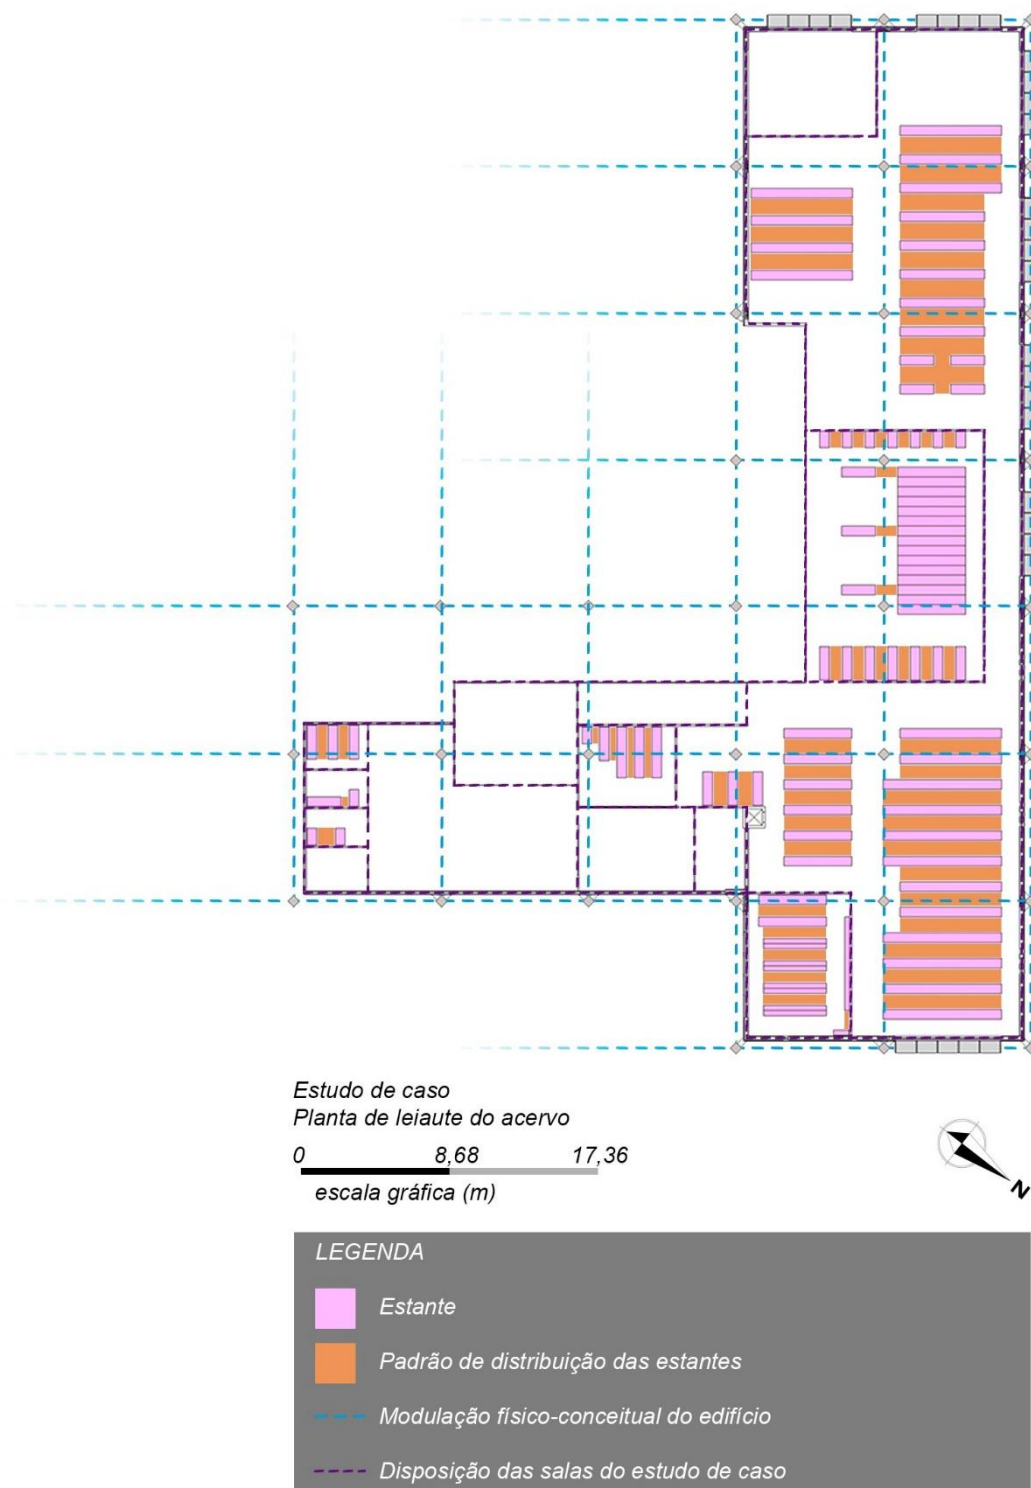 Estudo de caso
Planta de leiaute do acervo
0 8,68 17,36
escala gráfica (m)
N
LEGENDA
Estante
Padrão de distribuição das estantes
Modulação físico-conceitual do edifício
Disposição das salas do estudo de caso